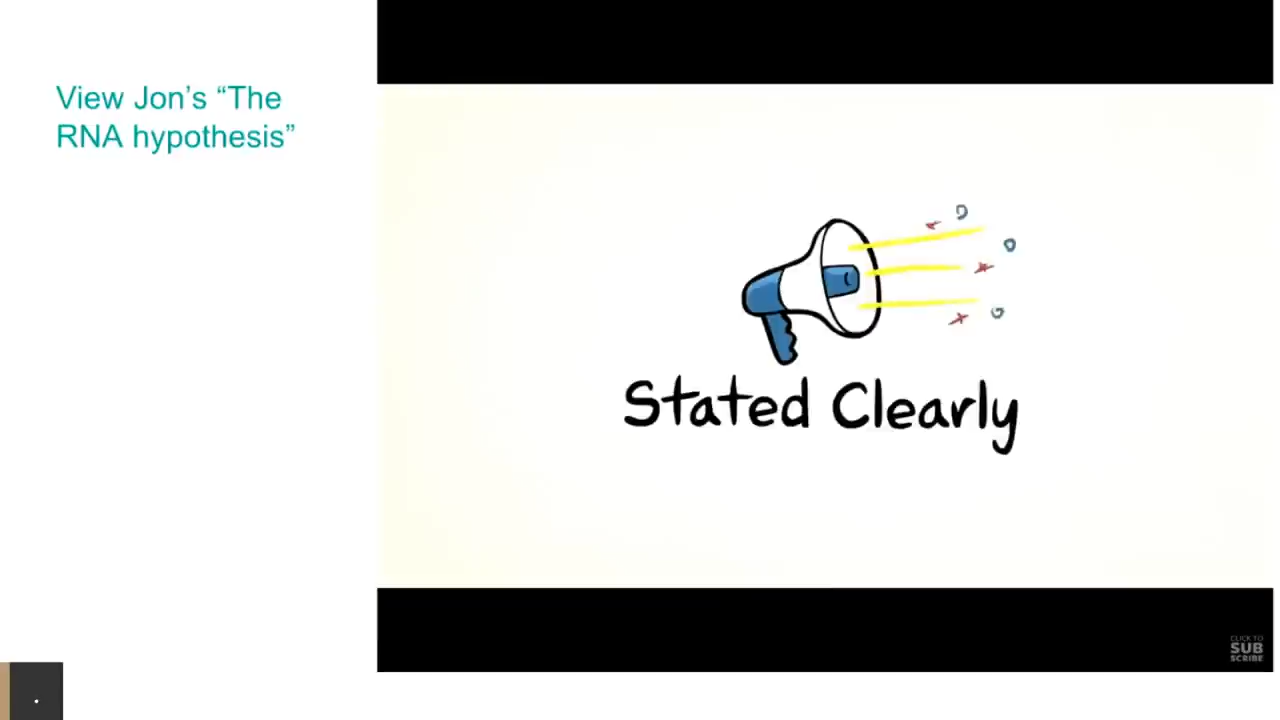 View Jon's “The
RNA hypothesis”
Stated Clearly
CLICK TO
SUB
SCRIBE